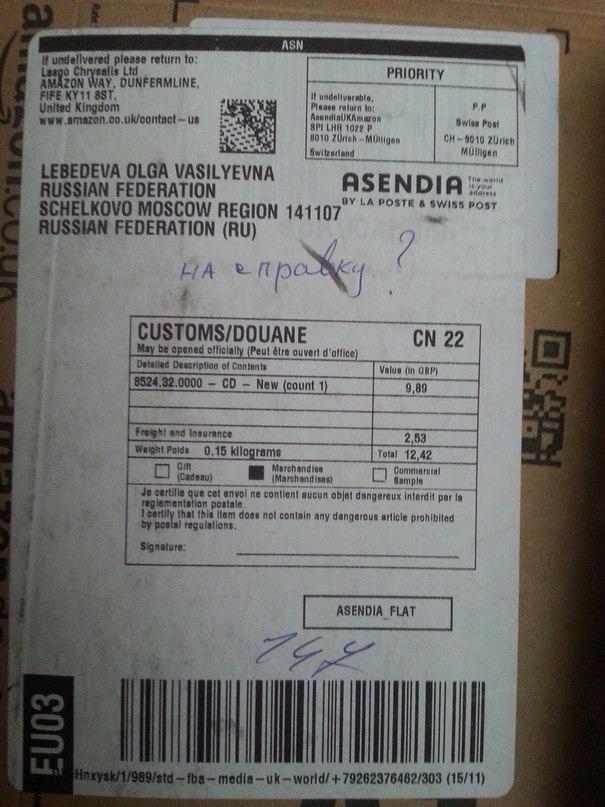 ASN
If undelivered please return to:
Lasgo Chrysalis Ltd
AMAZON WAY, DUNFERMLINE,
FIFE KY11 8ST,
United Kingdom
www.amazon.co.uk/contact-us
PRIORITY
If undeliverable,
Please return to:
AsendiaUKAmazon
SPI LHR 1022 P
8010 ZÜrich-MÜlligen
Switzerland
P.P
Swiss Post
CH-8010 ZÜrich
MÜlligen
LEBEDEVA OLGA VASILYEVNA
RUSSIAN FEDERATION
SCHELKOVO MOSCOW REGION 141107
RUSSIAN FEDERATION (RU)
ASENDIA The world is your address
BY LA POSTE & SWISS POST
на справку ?
CUSTOMS/DOUANE CN 22
May be opened officially (Peut être ouvert d'office)
Detailed Description of Contents Value (in GBP)
8524.32.0000 - CD - New (count 1) 9,89
Freight and Insurance 2,53
Weight Poids 0.15 kilograms Total 12,42
Gift (Cadeau) Merchandise (Marchandises) Commercial Sample
Je certifie que cet envoi ne contient aucun objet dangereux interdit par la
reglementation postale.
I certify that this item does not contain any dangerous article prohibited
by postal regulations.
Signature:
ASENDIA_FLAT
147
EU03
Hnxysk/1/989/std-fba-media-uk-world/+79262376462/303 (15/11)